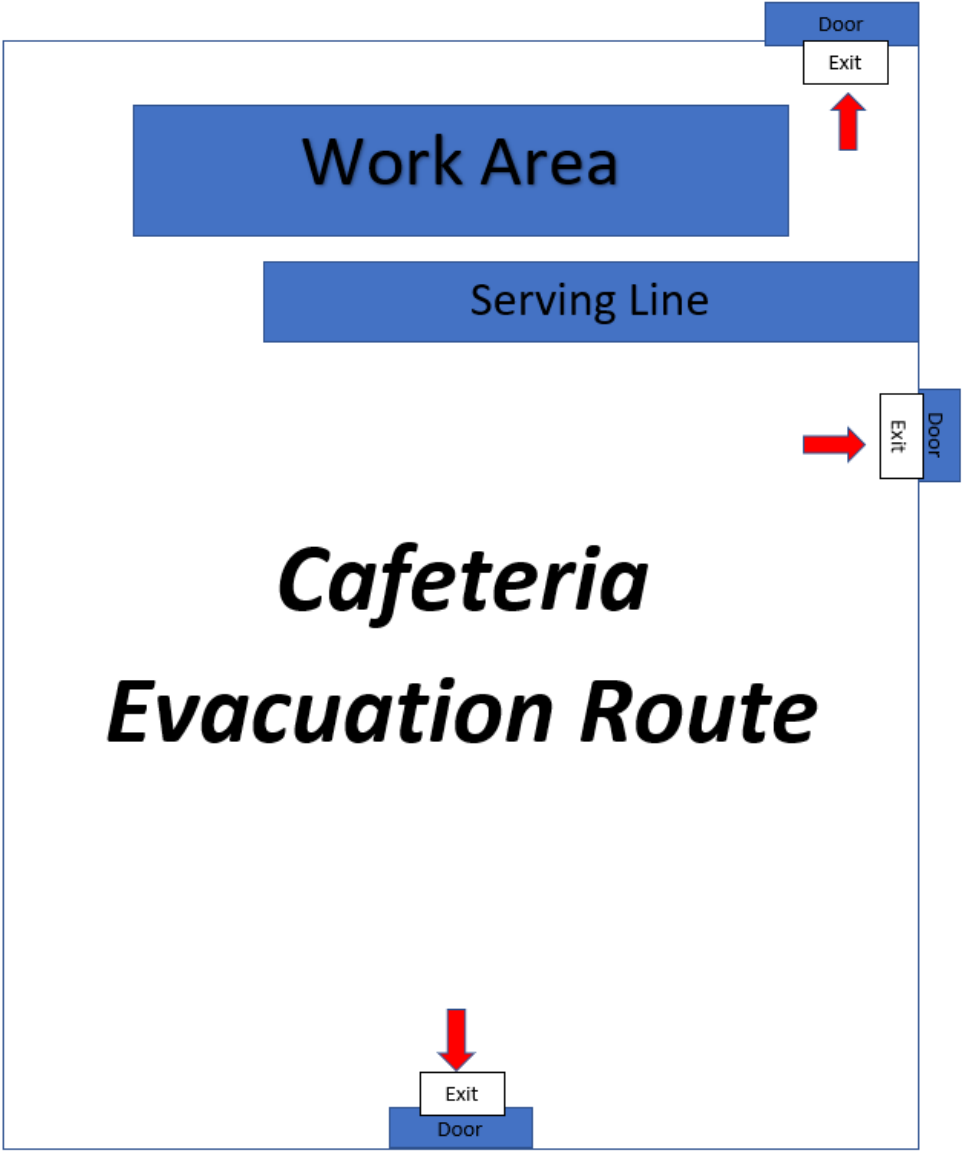 Door
Exit
Work Area
Serving Line
Exit
Door
Cafeteria
Evacuation Route
Exit
Door